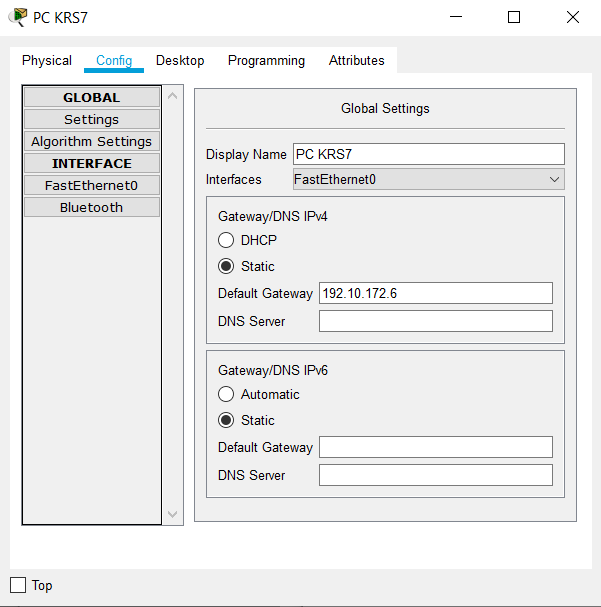 PC KRS7
Physical Config Desktop Programming Attributes
GLOBAL
Settings
Algorithm Settings
INTERFACE
FastEthernet0
Bluetooth
Global Settings
Display Name PC KRS7
Interfaces FastEthernet0
Gateway/DNS IPv4
DHCP
Static
Default Gateway 192.10.172.6
DNS Server
Gateway/DNS IPv6
Automatic
Static
Default Gateway
DNS Server
Top